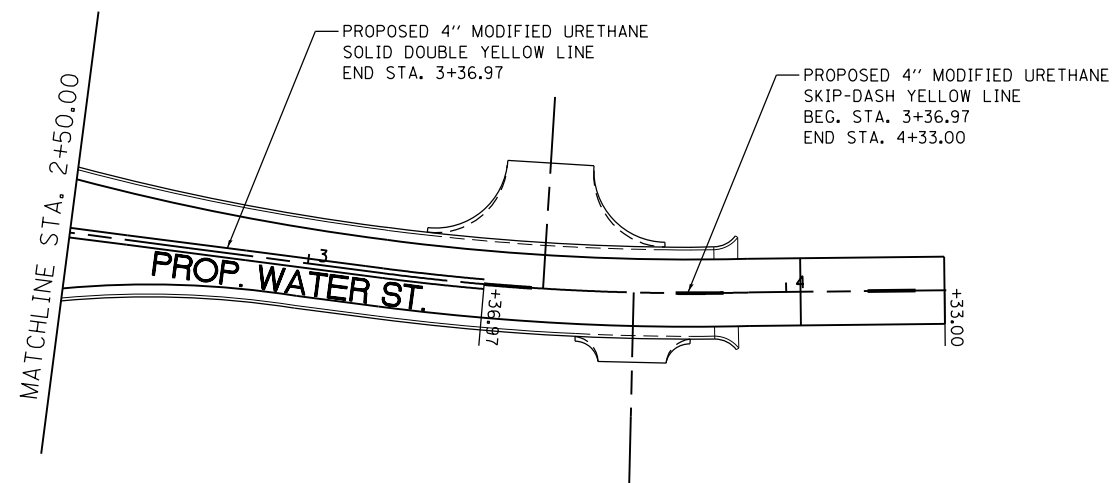 PROPOSED 4'' MODIFIED URETHANE
SOLID DOUBLE YELLOW LINE
END STA. 3+36.97
PROPOSED 4'' MODIFIED URETHANE
SKIP-DASH YELLOW LINE
BEG. STA. 3+36.97
END STA. 4+33.00
MATCHLINE STA. 2+50.00
3
PROP. WATER ST.
+36.97
4
+33.00